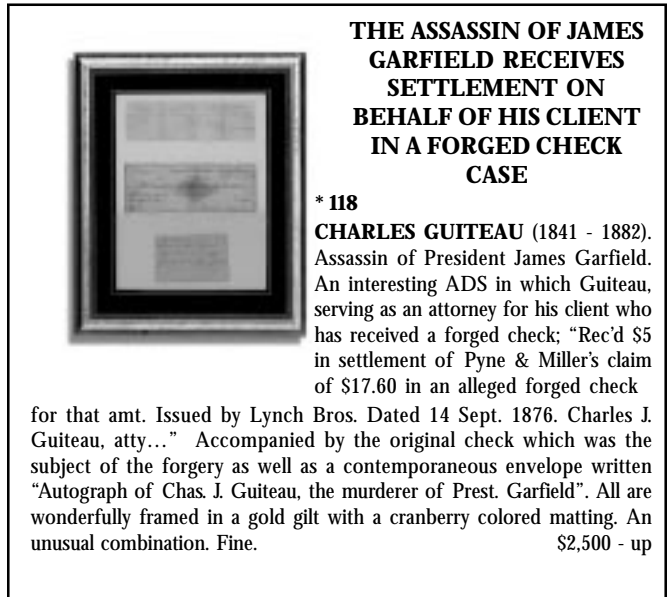 THE ASSASSIN OF JAMES
GARFIELD RECEIVES
SETTLEMENT ON
BEHALF OF HIS CLIENT
IN A FORGED CHECK
CASE
* 118
CHARLES GUITEAU (1841 - 1882).
Assassin of President James Garfield.
An interesting ADS in which Guiteau,
serving as an attorney for his client who
has received a forged check; “Rec’d $5
in settlement of Pyne & Miller’s claim
of $17.60 in an alleged forged check
for that amt. Issued by Lynch Bros. Dated 14 Sept. 1876. Charles J.
Guiteau, atty…” Accompanied by the original check which was the
subject of the forgery as well as a contemporaneous envelope written
“Autograph of Chas. J. Guiteau, the murderer of Prest. Garfield”. All are
wonderfully framed in a gold gilt with a cranberry colored matting. An
unusual combination. Fine. $2,500 - up